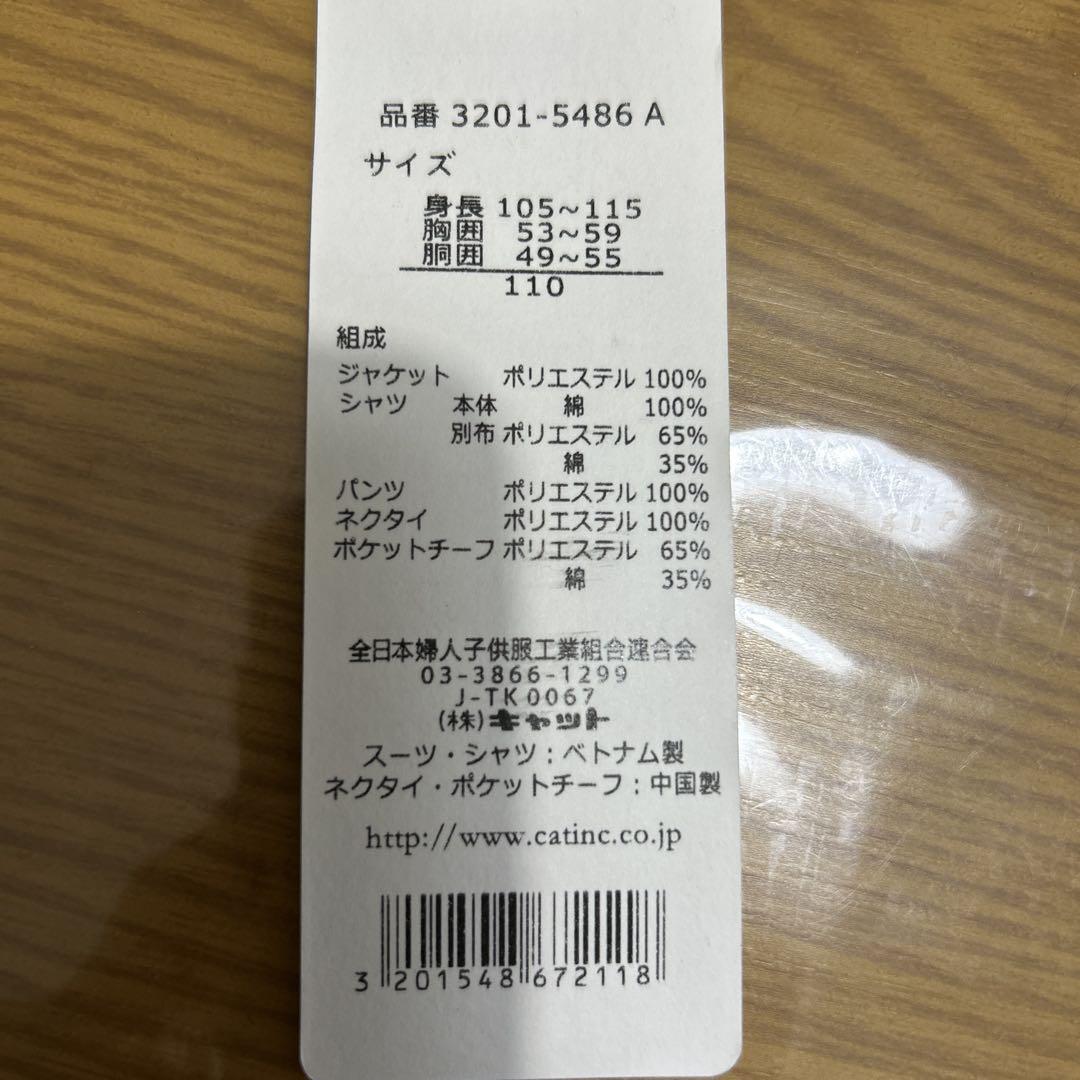 品番 3201-5486 A
サイズ
身長 105~115
胸囲 53~59
胴囲 49~55
110
組成
ジャケット ポリエステル 100%
シャツ 本体 綿 100%
別布 ポリエステル 65%
綿 35%
パンツ ポリエステル 100%
ネクタイ ポリエステル 100%
ポケットチーフ ポリエステル 65%
綿 35%
全日本婦人子供服工業組合連合会
03-3866-1299
J-TK0067
(株)キャット
スーツ・シャツ:ベトナム製
ネクタイ・ポケットチーフ:中国製
http://www.catinc.co.jp
3 201548 672118